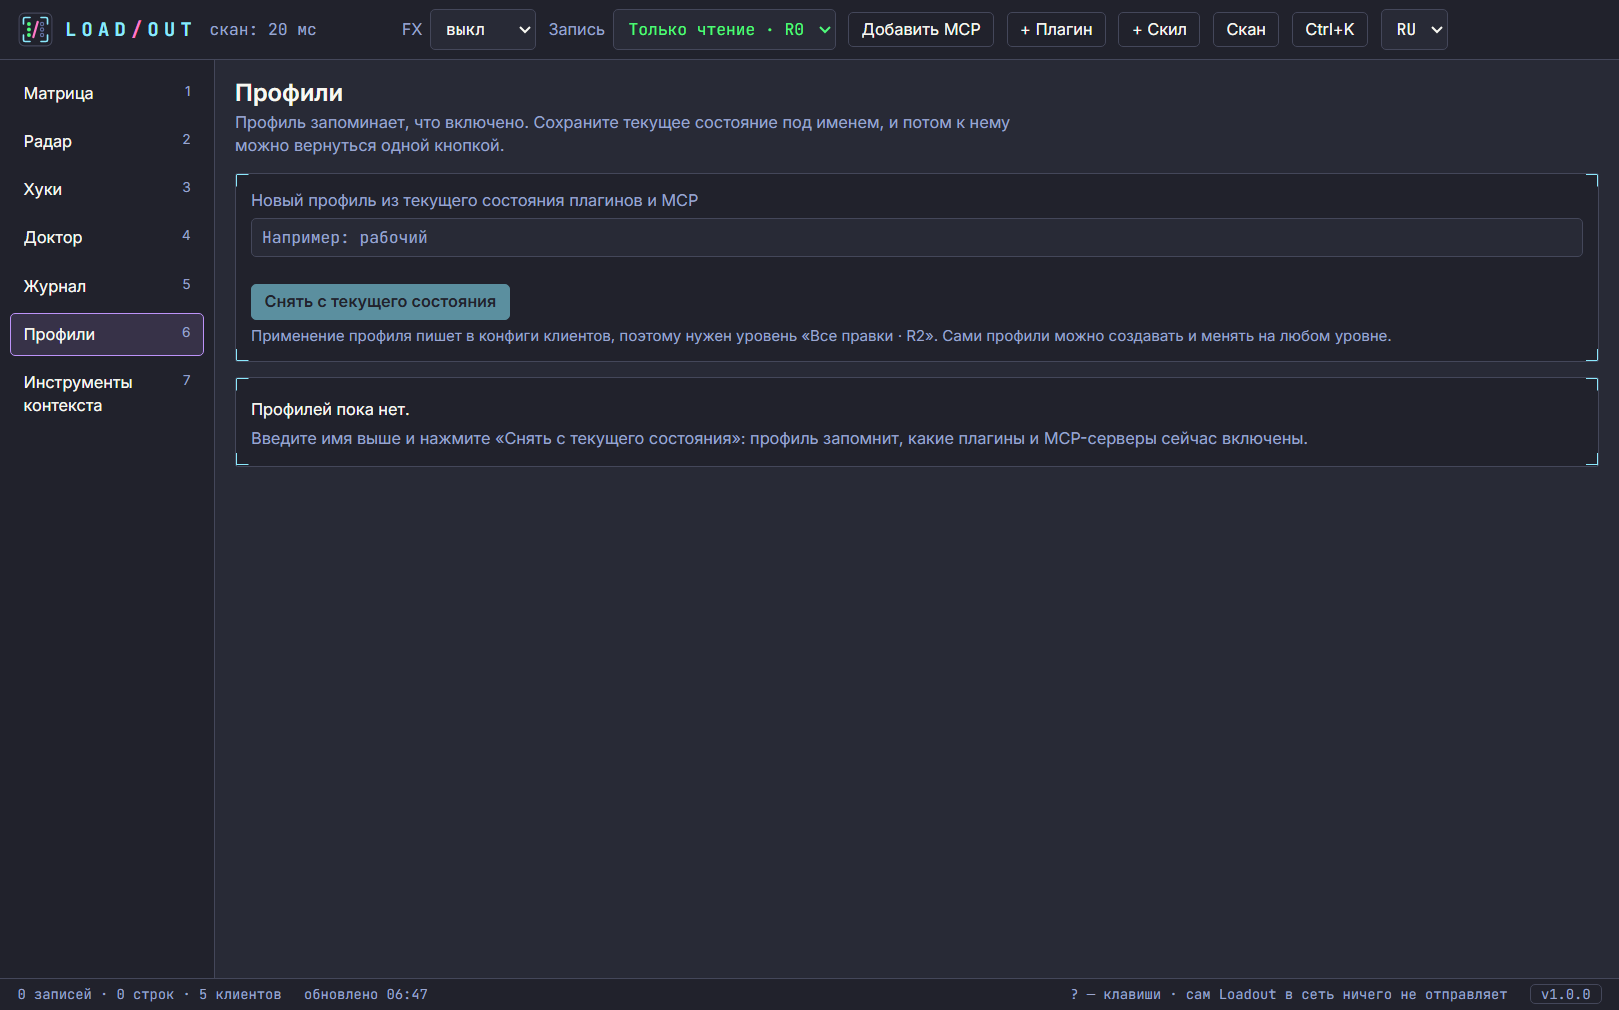 LOAD/OUT скан: 20 мс FX выкл Запись Только чтение · R0 Добавить MCP + Плагин + Скил Скан Ctrl+K RU
Матрица 1
Радар 2
Хуки 3
Доктор 4
Журнал 5
Профили 6
Инструменты 7
контекста
Профили
Профиль запоминает, что включено. Сохраните текущее состояние под именем, и потом к нему
можно вернуться одной кнопкой.
Новый профиль из текущего состояния плагинов и MCP
Например: рабочий
Снять с текущего состояния
Применение профиля пишет в конфиги клиентов, поэтому нужен уровень «Все правки · R2». Сами профили можно создавать и менять на любом уровне.
Профилей пока нет.
Введите имя выше и нажмите «Снять с текущего состояния»: профиль запомнит, какие плагины и MCP-серверы сейчас включены.
0 записей · 0 строк · 5 клиентов обновлено 06:47 ? — клавиши · сам Loadout в сеть ничего не отправляет v1.0.0